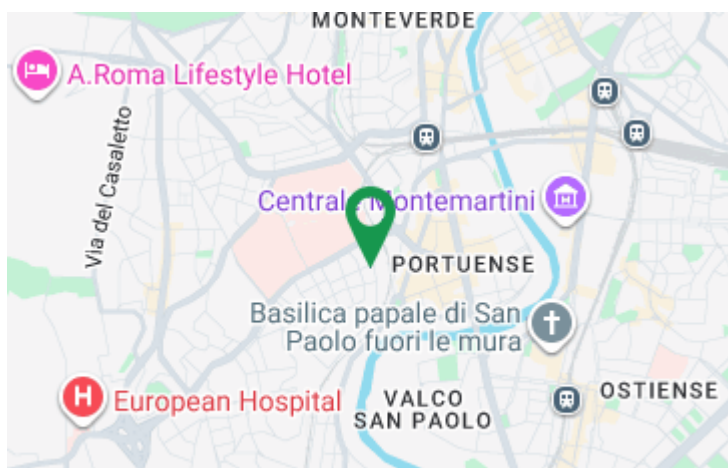 MONTEVERDE
A.Roma Lifestyle Hotel
Via del Casaletto
Centrale Montemartini
PORTUENSE
Basilica papale di San
Paolo fuori le mura
H
European Hospital
VALCO
SAN PAOLO
OSTIENSE